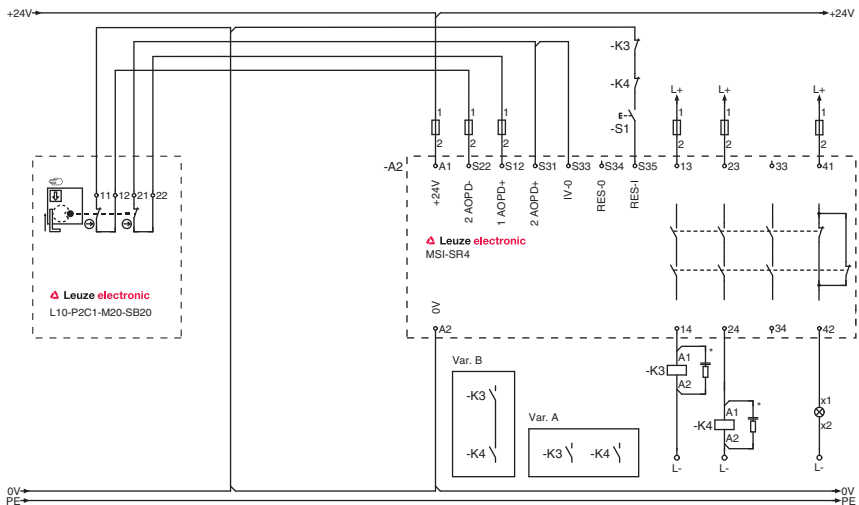 +24V +24V
-K3
-K4
E
-S1
L+ L+ L+
1 1 1 1 1 1
2 2 2 2 2 2
-A2 A1 S22 S12 S31 S33 S34 S35 13 23 33 41
+24V 2 AOPD- 1 AOPD+ 2 AOPD+ IV-0 RES-0 RES-I
11 12 21 22
Leuze electronic
MSI-SR4
Leuze electronic
L10-P2C1-M20-SB20
0V
A2 14 24 34 42
Var. B
-K3
-K4
Var. A
-K3 -K4
-K3 A1 A2 *
-K4 A1 A2 *
x1
x2
L- L- L-
0V 0V
PE PE